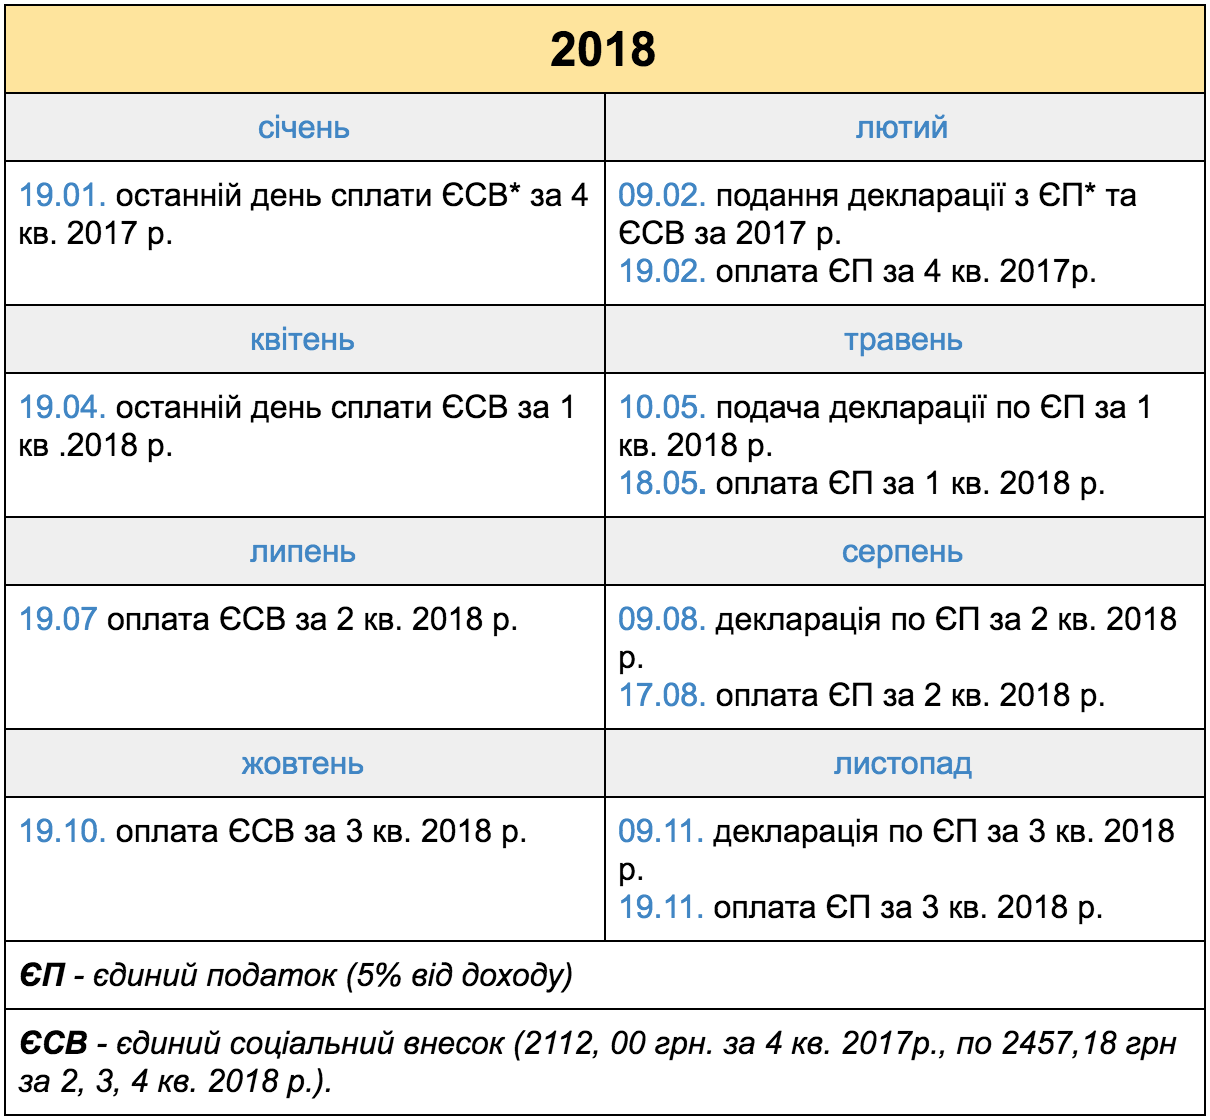 2018
січень
лютий
19.01. останній день сплати ЄСВ* за 4
кв. 2017 р.
09.02. подання декларації з ЄП* та
ЄСВ за 2017 р.
19.02. оплата ЄП за 4 кв. 2017р.
квітень
травень
19.04. останній день сплати ЄСВ за 1
кв .2018 р.
10.05. подача декларації по ЄП за 1
кв. 2018 р.
18.05. оплата ЄП за 1 кв. 2018 р.
липень
серпень
19.07 оплата ЄСВ за 2 кв. 2018 р.
09.08. декларація по ЄП за 2 кв. 2018
р.
17.08. оплата ЄП за 2 кв. 2018 р.
жовтень
листопад
19.10. оплата ЄСВ за 3 кв. 2018 р.
09.11. декларація по ЄП за 3 кв. 2018
р.
19.11. оплата ЄП за 3 кв. 2018 р.
ЄП - єдиний податок (5% від доходу)
ЄСВ - єдиний соціальний внесок (2112, 00 грн. за 4 кв. 2017р., по 2457,18 грн
за 2, 3, 4 кв. 2018 р.).